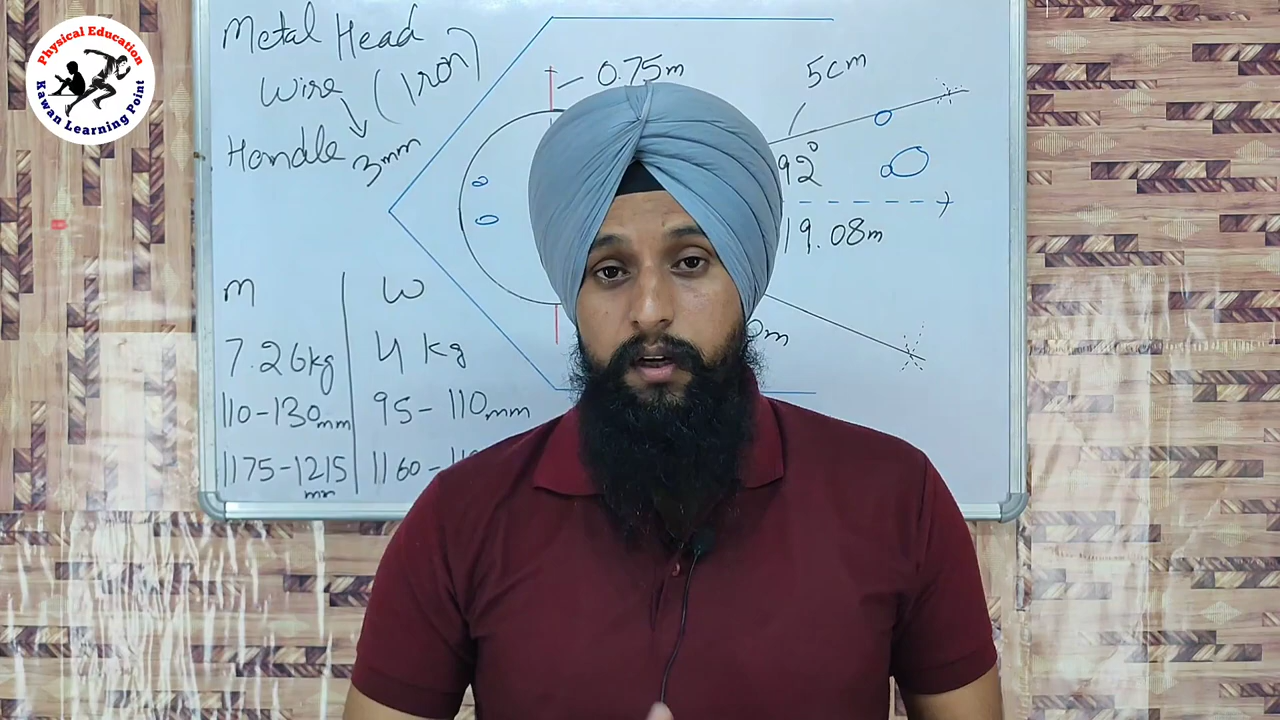 Physical Education
Kawan Learning Point
Metal Head
Wire (Iron)
Handle 3mm
0.75m
5cm
92°
19.08m
m
M W
7.26kg 4 kg
110-130mm 95-110mm
1175-1215 mm 1160-